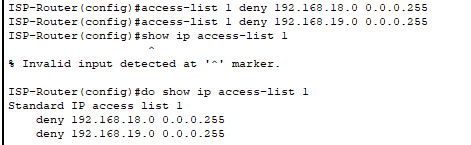 ISP-Router(config)#access-list 1 deny 192.168.18.0 0.0.0.255
ISP-Router(config)#access-list 1 deny 192.168.19.0 0.0.0.255
ISP-Router(config)#show ip access-list 1
^
% Invalid input detected at '^' marker.
ISP-Router(config)#do show ip access-list 1
Standard IP access list 1
deny 192.168.18.0 0.0.0.255
deny 192.168.19.0 0.0.0.255